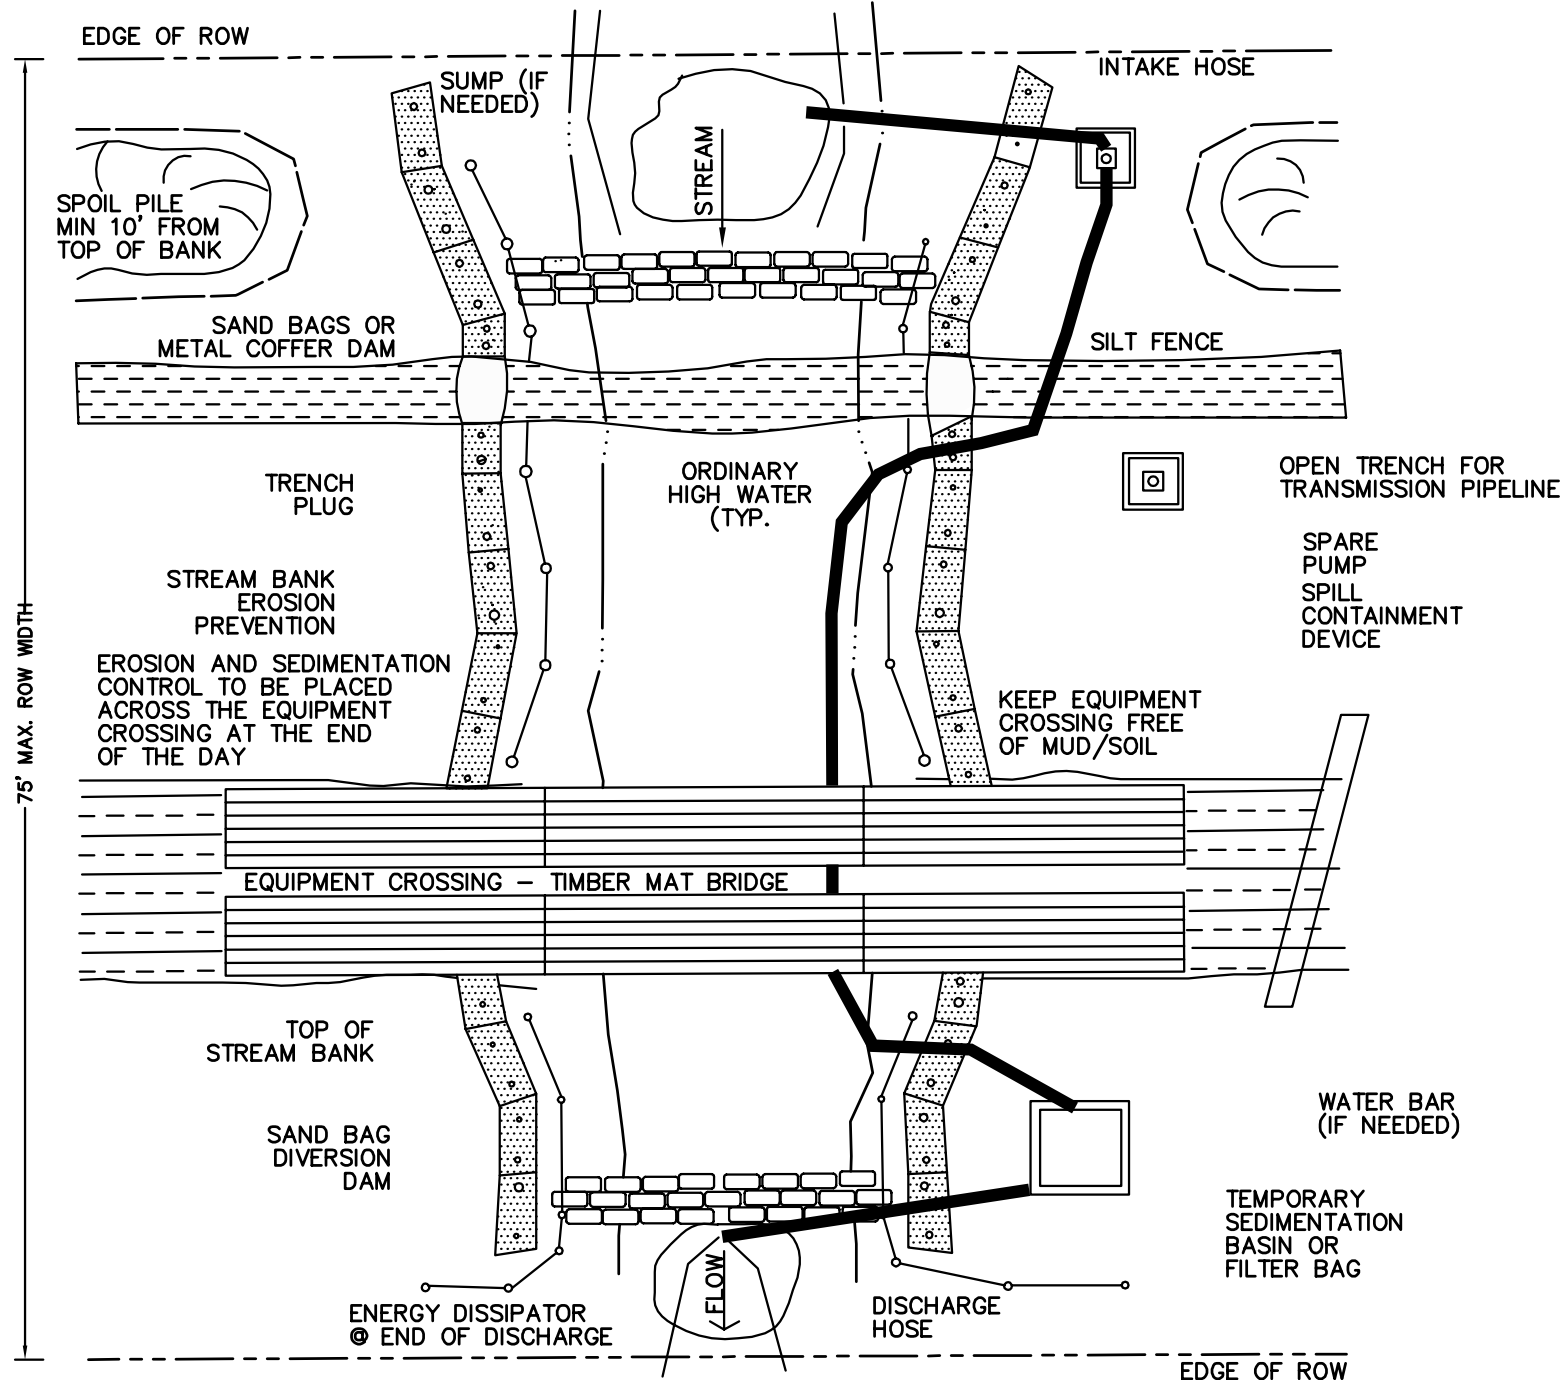 EDGE OF ROW
INTAKE HOSE
SUMP (IF
NEEDED)
STREAM
SPOIL PILE
MIN 10' FROM
TOP OF BANK
SAND BAGS OR
METAL COFFER DAM
SILT FENCE
TRENCH
PLUG
ORDINARY
HIGH WATER
(TYP.
OPEN TRENCH FOR
TRANSMISSION PIPELINE
SPARE
PUMP
SPILL
CONTAINMENT
DEVICE
STREAM BANK
EROSION
PREVENTION
75' MAX. ROW WIDTH
EROSION AND SEDIMENTATION
CONTROL TO BE PLACED
ACROSS THE EQUIPMENT
CROSSING AT THE END
OF THE DAY
KEEP EQUIPMENT
CROSSING FREE
OF MUD/SOIL
EQUIPMENT CROSSING – TIMBER MAT BRIDGE
TOP OF
STREAM BANK
SAND BAG
DIVERSION
DAM
WATER BAR
(IF NEEDED)
TEMPORARY
SEDIMENTATION
BASIN OR
FILTER BAG
FLOW
ENERGY DISSIPATOR
@ END OF DISCHARGE
DISCHARGE
HOSE
EDGE OF ROW